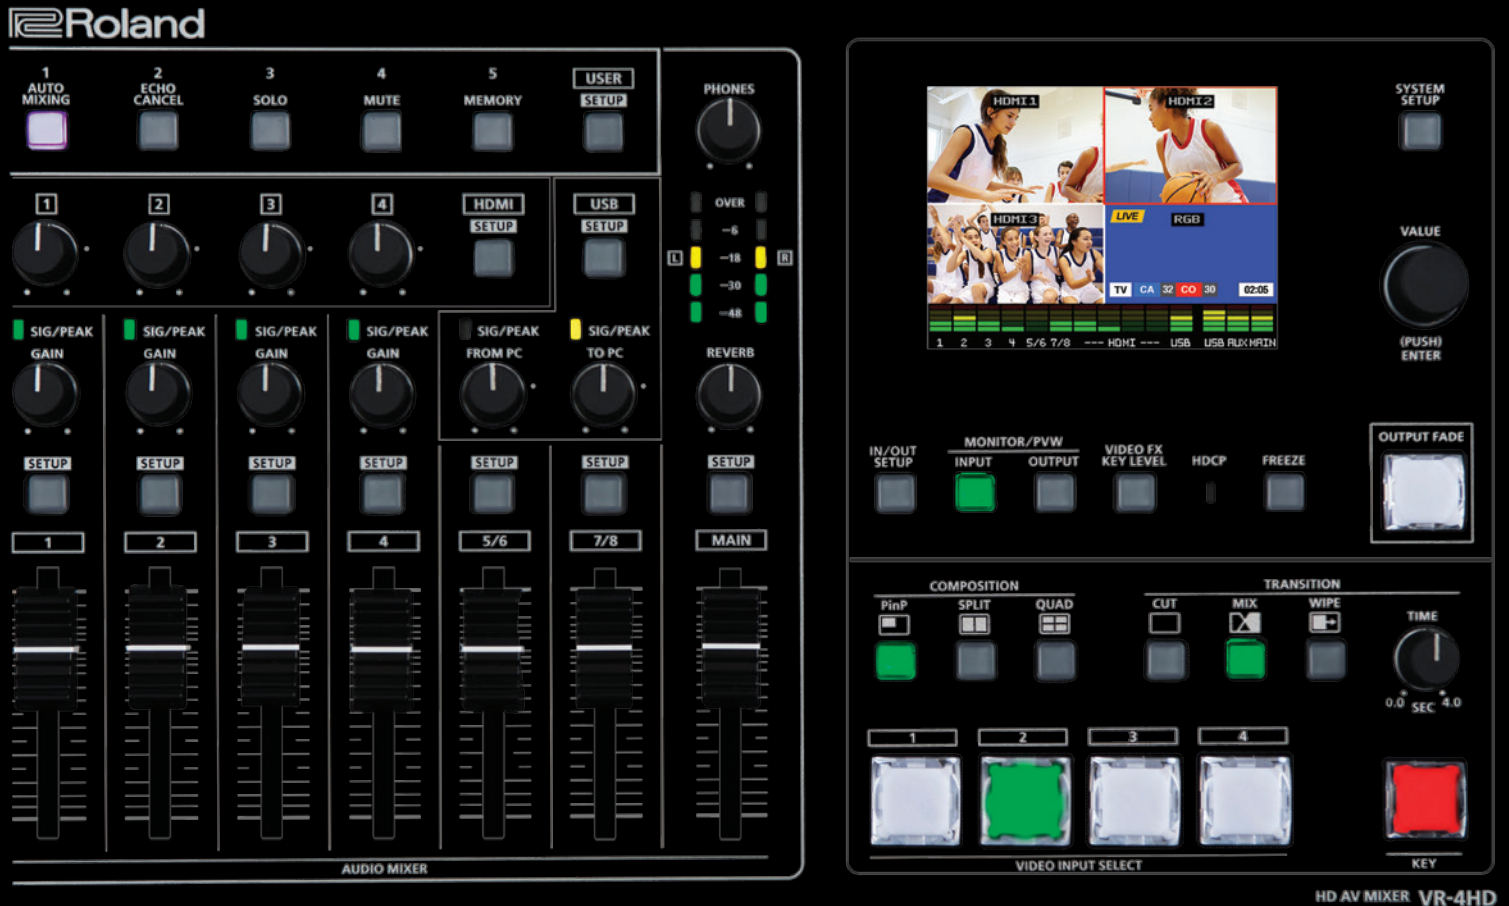 Roland
1 2 3 4 5
AUTO MIXING
ECHO CANCEL
SOLO
MUTE
MEMORY
USER
SETUP
PHONES
1 2 3 4
HDMI
SETUP
USB
SETUP
OVER
-6
L -18 R
-30
-48
SIG/PEAK SIG/PEAK SIG/PEAK SIG/PEAK SIG/PEAK SIG/PEAK
GAIN GAIN GAIN GAIN FROM PC TO PC REVERB
SETUP SETUP SETUP SETUP SETUP SETUP SETUP
1 2 3 4 5/6 7/8 MAIN
AUDIO MIXER
HDMI1 HDMI2
HDMI3 LIVE RGB
TV CA 32 CO 30 02:05
1 2 3 4 5/6 7/8 --- HDMI --- USB USB AUX MAIN
SYSTEM
SETUP
VALUE
(PUSH)
ENTER
OUTPUT FADE
IN/OUT
SETUP
MONITOR/PVW
INPUT OUTPUT
VIDEO FX
KEY LEVEL
HDCP
FREEZE
COMPOSITION
PinP SPLIT QUAD
TRANSITION
CUT MIX WIPE
TIME
0.0 SEC 4.0
1 2 3 4
VIDEO INPUT SELECT
KEY
HD AV MIXER VR-4HD